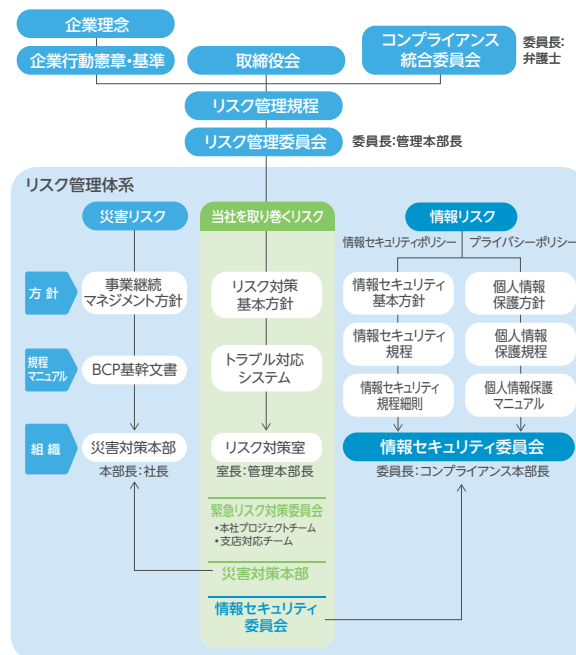 企業理念
企業行動憲章・基準
取締役会
コンプライアンス
統合委員会
委員長:
弁護士
リスク管理規程
リスク管理委員会
委員長:管理本部長
リスク管理体系
災害リスク
当社を取り巻くリスク
情報リスク
情報セキュリティポリシー
プライバシーポリシー
方針
事業継続
マネジメント方針
リスク対策
基本方針
情報セキュリティ
基本方針
個人情報
保護方針
規程
マニュアル
BCP基幹文書
トラブル対応
システム
情報セキュリティ
規程
個人情報
保護規程
情報セキュリティ
規程細則
個人情報保護
マニュアル
組織
災害対策本部
本部長:社長
リスク対策室
室長:管理本部長
情報セキュリティ委員会
委員長:コンプライアンス本部長
緊急リスク対策委員会
・本社プロジェクトチーム
・支店対応チーム
災害対策本部
情報セキュリティ
委員会